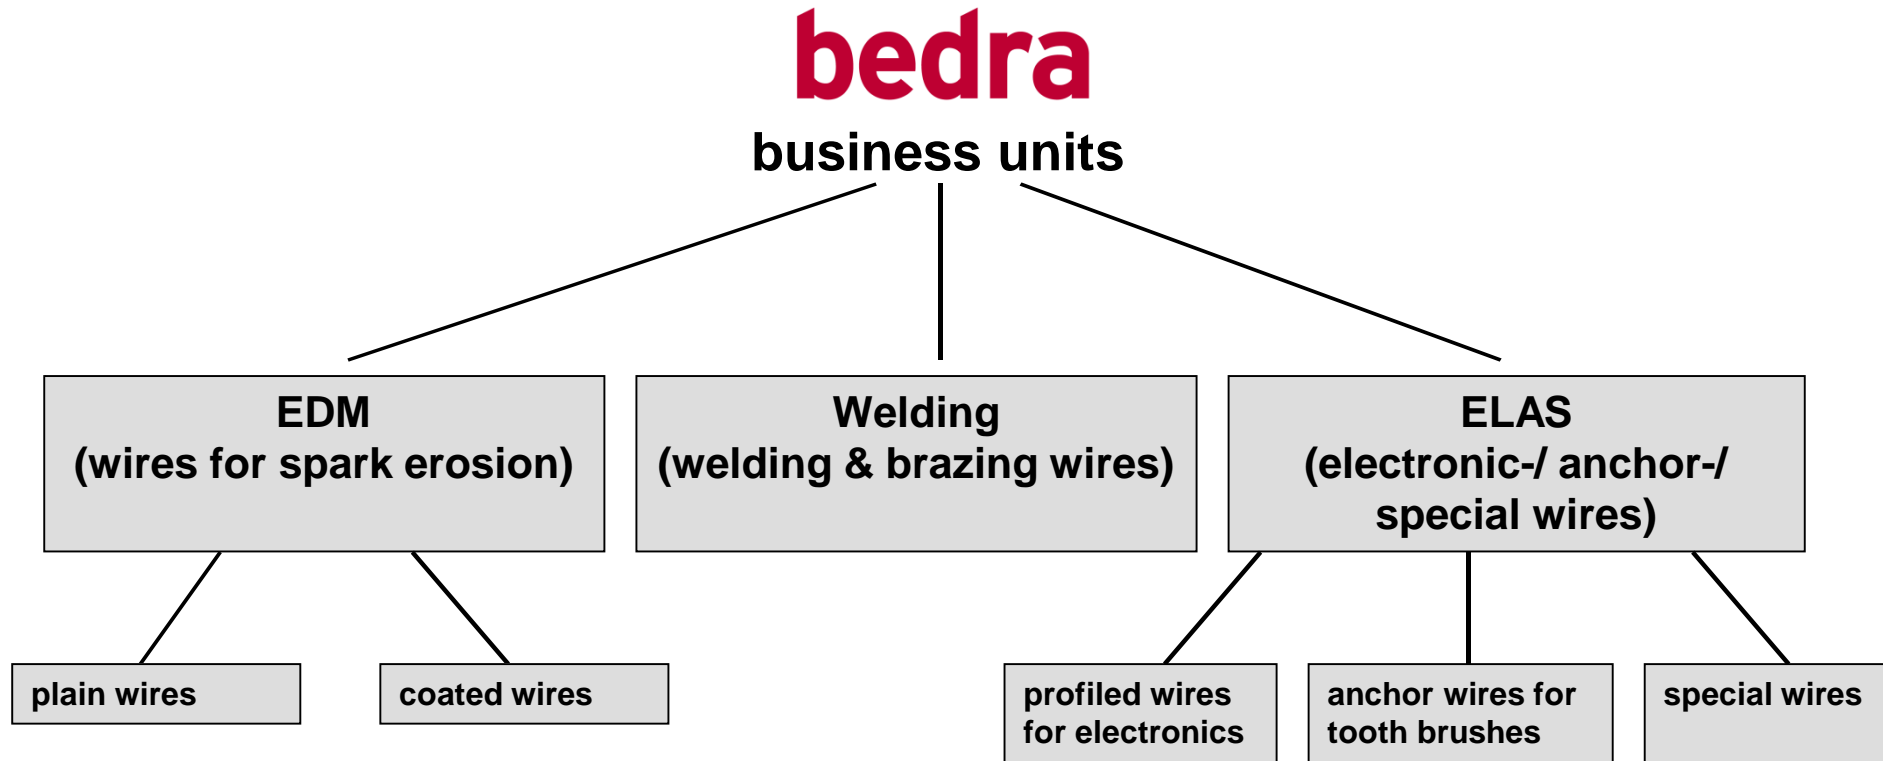 bedra
business units
EDM
(wires for spark erosion)
Welding
(welding & brazing wires)
ELAS
(electronic-/ anchor-/
special wires)
plain wires
coated wires
profiled wires
for electronics
anchor wires for
tooth brushes
special wires